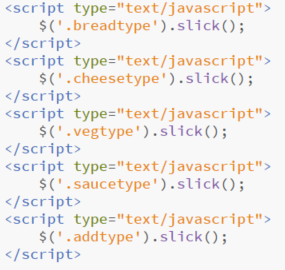 <script type="text/javascript">
    $('.breadtype').slick();
</script>
<script type="text/javascript">
    $('.cheesetype').slick();
</script>
<script type="text/javascript">
    $('.vegtype').slick();
</script>
<script type="text/javascript">
    $('.saucetype').slick();
</script>
<script type="text/javascript">
    $('.addtype').slick();
</script>